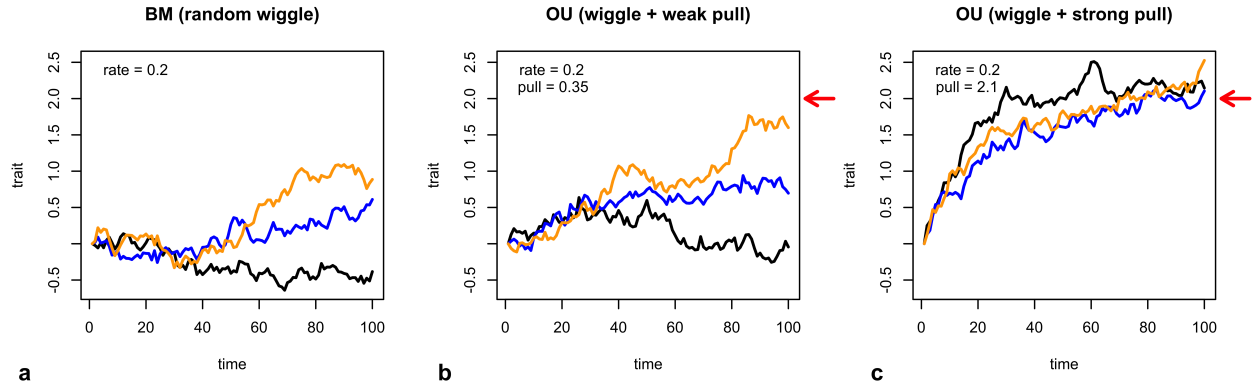 BM (random wiggle)
rate = 0.2
trait
-0.5
0.5
1.0
1.5
2.0
2.5
0 20 40 60 80 100
time
a
OU (wiggle + weak pull)
rate = 0.2
pull = 0.35
trait
-0.5
0.5
1.0
1.5
2.0
2.5
0 20 40 60 80 100
time
b
OU (wiggle + strong pull)
rate = 0.2
pull = 2.1
trait
-0.5
0.5
1.0
1.5
2.0
2.5
0 20 40 60 80 100
time
c